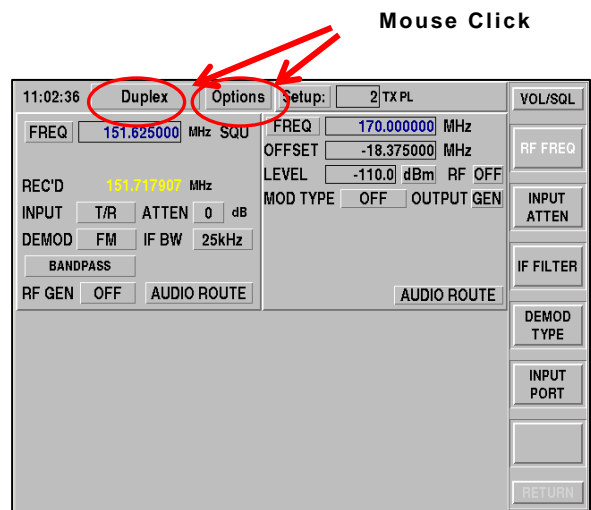 Mouse Click
11:02:36 Duplex Options Setup: 2 TX PL
FREQ 151.625000 MHz SQU
REC'D 151.717907 MHz
INPUT T/R ATTEN 0 dB
DEMOD FM IF BW 25kHz
BANDPASS
RF GEN OFF AUDIO ROUTE
FREQ 170.000000 MHz
OFFSET -18.375000 MHz
LEVEL -110.0 dBm RF OFF
MOD TYPE OFF OUTPUT GEN
AUDIO ROUTE
VOL/SQL
RF FREQ
INPUT
ATTEN
IF FILTER
DEMOD
TYPE
INPUT
PORT
RETURN